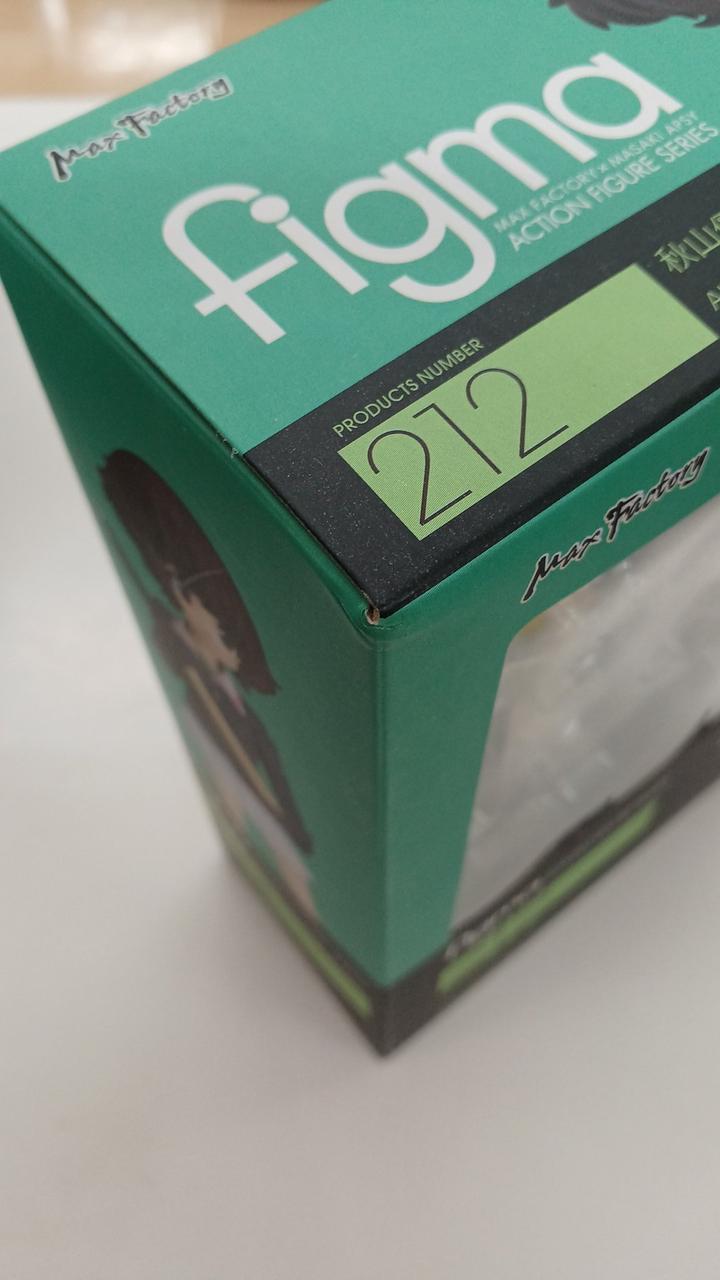 Max Factory
figma
MAX FACTORY × MASAKI APSY
ACTION FIGURE SERIES
秋山
PRODUCTS NUMBER
212
Max Factory